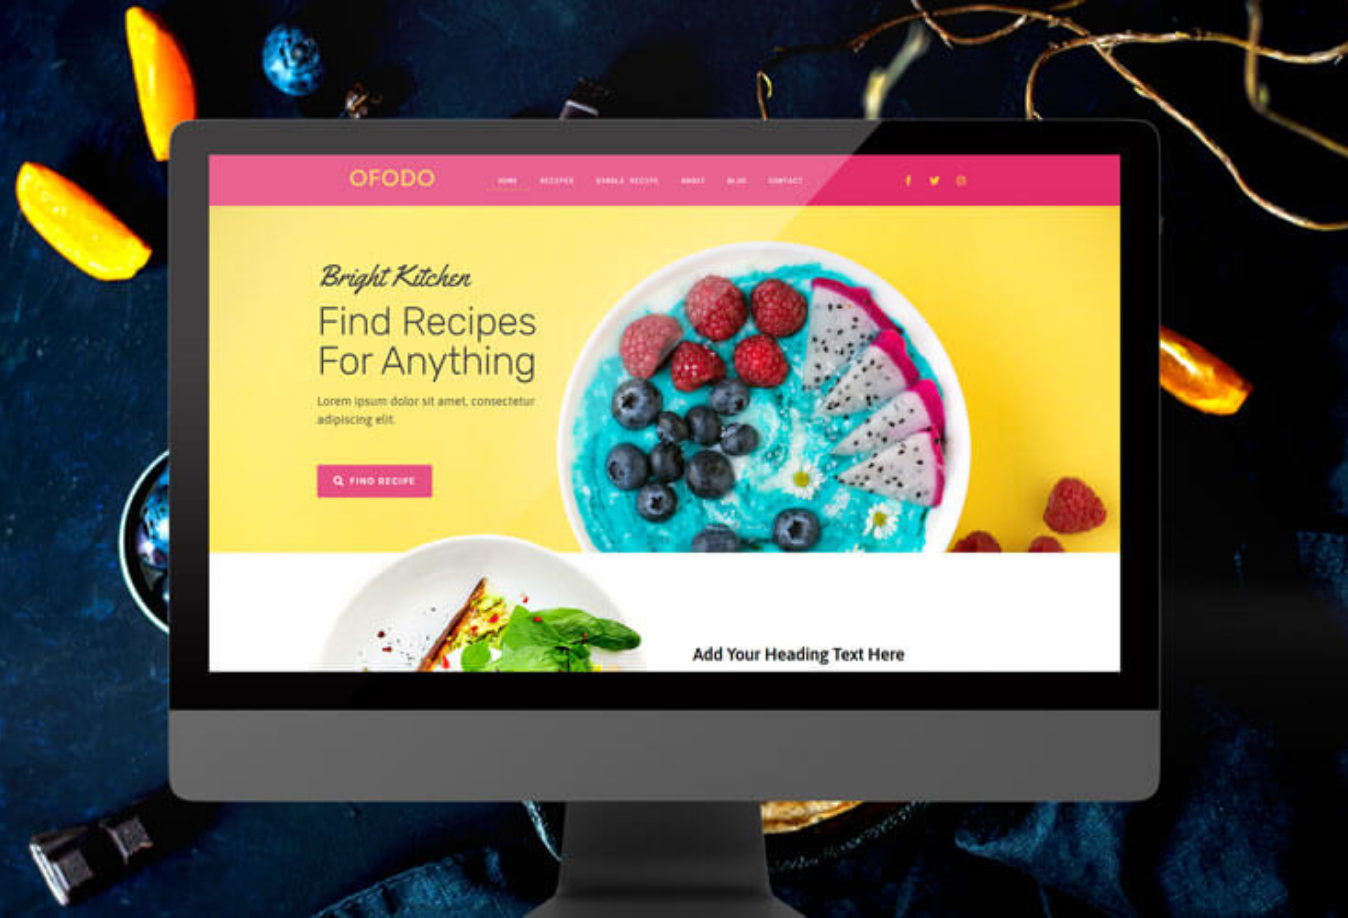 OFODO
HOME RECIPES SINGLE RECIPE ABOUT BLOG CONTACT
Bright Kitchen
Find Recipes
For Anything
Lorem ipsum dolor sit amet, consectetur
adipiscing elit.
FIND RECIPE
Add Your Heading Text Here